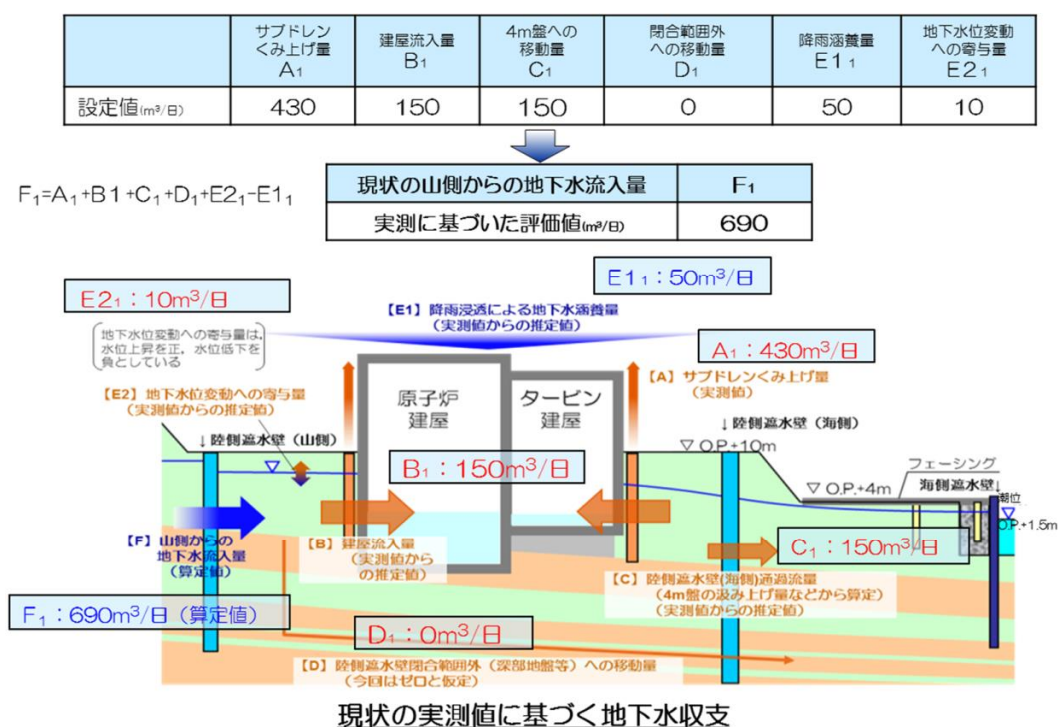 サブドレン
くみ上げ量
A₁
建屋流入量
B₁
4m盤への
移動量
C₁
閉合範囲外
への移動量
D₁
降雨涵養量
E1₁
地下水位変動
への寄与量
E2₁
設定値(m³/日)
430
150
150
0
50
10
F₁=A₁+B1+C₁+D₁+E2₁-E1₁
現状の山側からの地下水流入量
F₁
実測に基づいた評価値(m³/日)
690
E1₁：50m³/日
E2₁：10m³/日
【E1】降雨浸透による地下水涵養量
（実測値からの推定値）
地下水位変動への寄与量は、
水位上昇を正、水位低下を
負としている
A₁：430m³/日
【A】サブドレンくみ上げ量
（実測値）
【E2】地下水位変動への寄与量
（実測値からの推定値）
原子炉
建屋
タービン
建屋
↓陸側遮水壁（山側）
↓陸側遮水壁（海側）
▽O.P.+10m
B₁：150m³/日
フェーシング
▽ O.P.+4m
海側遮水壁↓
潮位
O.P.+1.5m
【F】山側からの
地下水流入量
（算定値）
【B】建屋流入量
（実測値から
の推定値）
C₁：150m³/日
【C】陸側遮水壁(海側)通過流量
（4m盤の汲み上げ量などから算定）
（実測値からの推定値）
F₁：690m³/日（算定値）
D₁：0m³/日
【D】陸側遮水壁閉合範囲外（深部地盤等）への移動量
（今回はゼロと仮定）
現状の実測値に基づく地下水収支